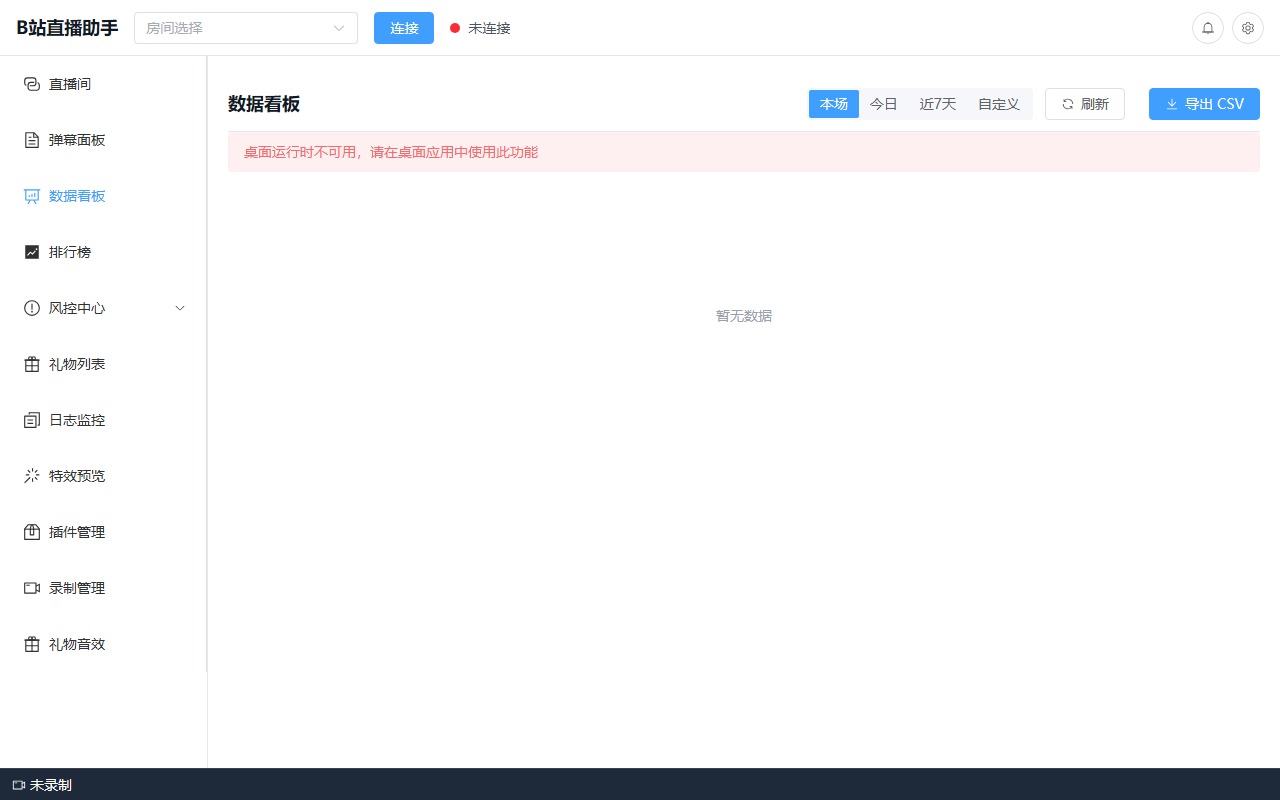 B站直播助手
房间选择
连接
未连接
直播间
弹幕面板
数据看板
排行榜
风控中心
礼物列表
日志监控
特效预览
插件管理
录制管理
礼物音效
数据看板
本场 今日 近7天 自定义
刷新
导出 CSV
桌面运行时不可用，请在桌面应用中使用此功能
暂无数据
未录制